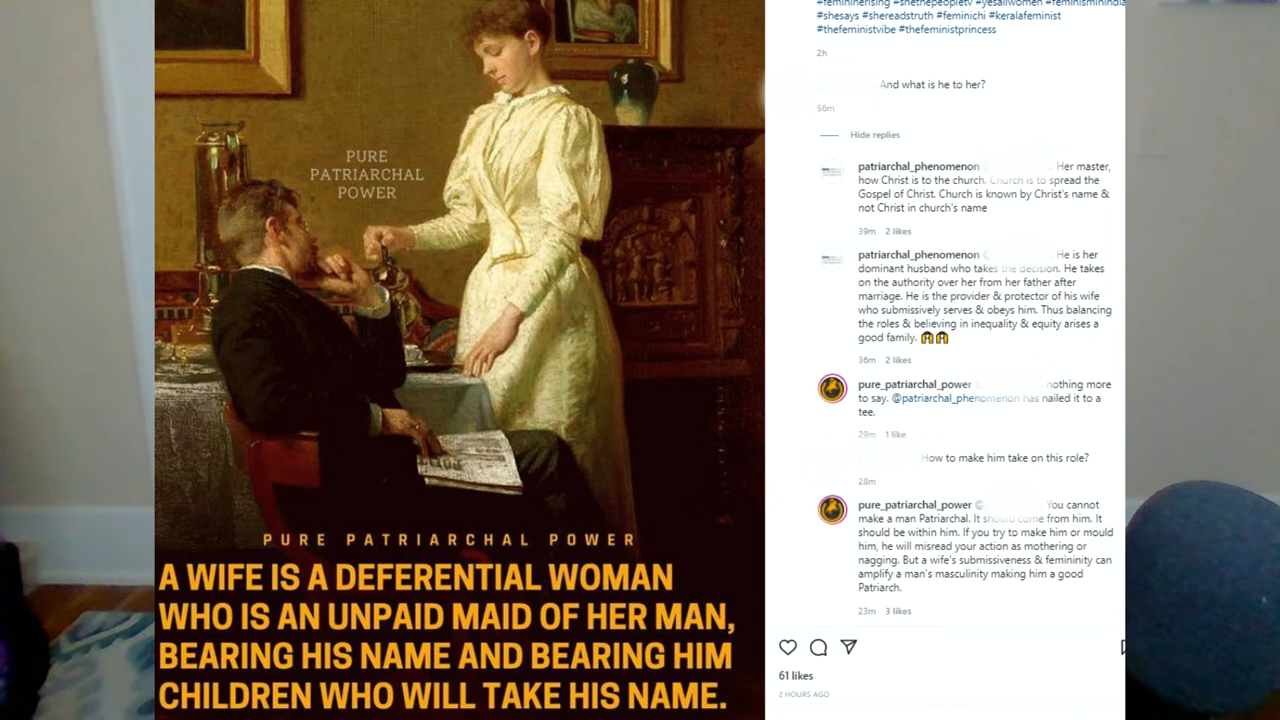 PURE
PATRIARCHAL
POWER
PURE PATRIARCHAL POWER
A WIFE IS A DEFERENTIAL WOMAN
WHO IS AN UNPAID MAID OF HER MAN,
BEARING HIS NAME AND BEARING HIM
CHILDREN WHO WILL TAKE HIS NAME.
#femininerising #shethepeopletv #yesallwomen #feminisminindia
#shesays #shereadstruth #feminichi #keralafeminist
#thefeministvibe #thefeministprincess
2h
And what is he to her?
56m
Hide replies
patriarchal_phenomenon @ Her master,
how Christ is to the church. Church is to spread the
Gospel of Christ. Church is known by Christ's name &
not Christ in church's name
39m 2 likes
patriarchal_phenomenon @ He is her
dominant husband who takes the decision. He takes
on the authority over her from her father after
marriage. He is the provider & protector of his wife
who submissively serves & obeys him. Thus balancing
the roles & believing in inequality & equity arises a
good family.
36m 2 likes
pure_patriarchal_power nothing more
to say. @patriarchal_phenomenon has nailed it to a
tee.
29m 1 like
How to make him take on this role?
28m
pure_patriarchal_power @ You cannot
make a man Patriarchal. It should come from him. It
should be within him. If you try to make him or mould
him, he will misread your action as mothering or
nagging. But a wife's submissiveness & femininity can
amplify a man's masculinity making him a good
Patriarch.
23m 3 likes
61 likes
2 HOURS AGO